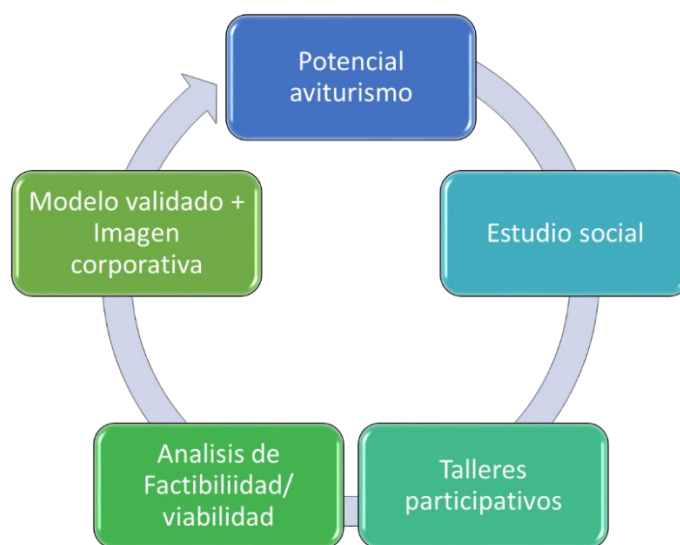 Potencial
aviturismo
Estudio social
Talleres
participativos
Analisis de
Factibiliidad/
viabilidad
Modelo validado +
Imagen
corporativa